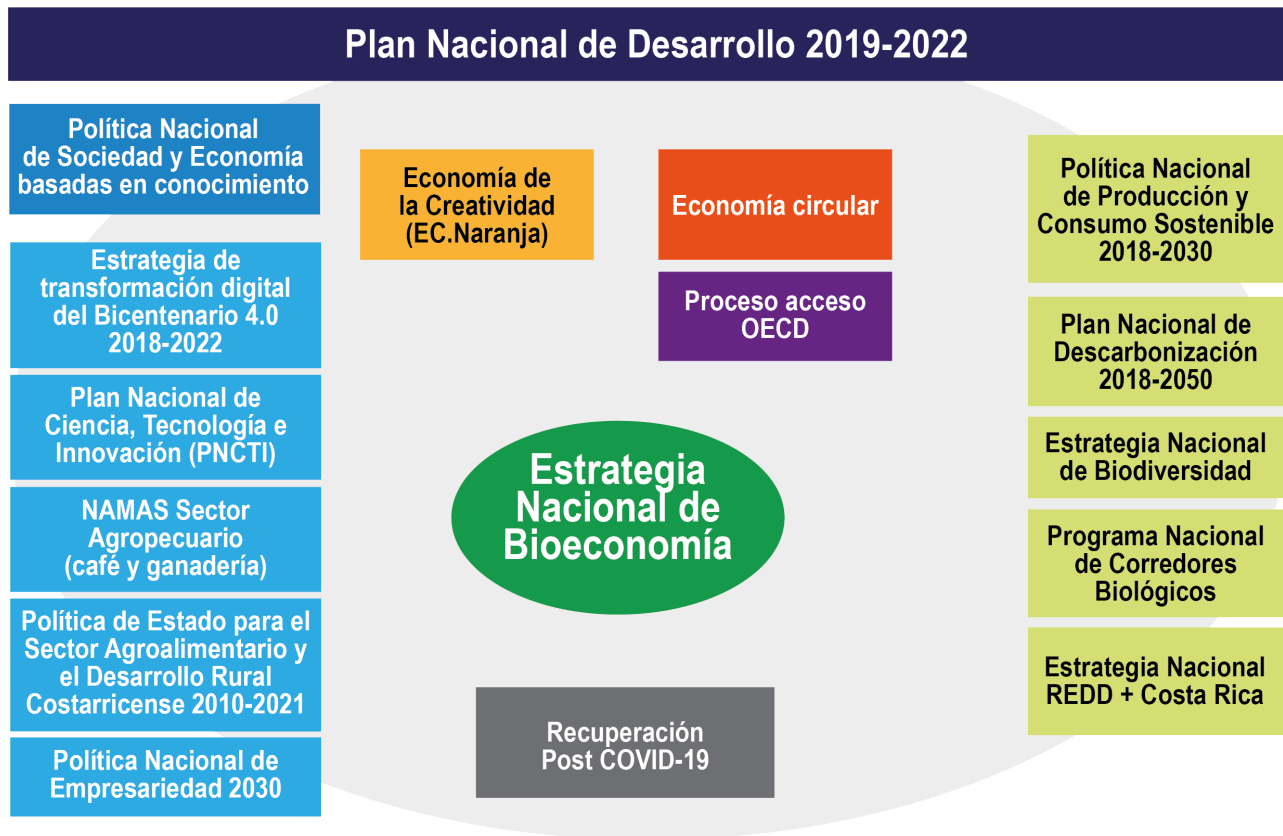 Plan Nacional de Desarrollo 2019-2022
Política Nacional
de Sociedad y Economía
basadas en conocimiento
Estrategia de
transformación digital
del Bicentenario 4.0
2018-2022
Plan Nacional de
Ciencia, Tecnología e
Innovación (PNCTI)
NAMAS Sector
Agropecuario
(café y ganadería)
Política de Estado para el
Sector Agroalimentario y
el Desarrollo Rural
Costarricense 2010-2021
Política Nacional de
Empresariedad 2030
Economía de
la Creatividad
(EC.Naranja)
Economía circular
Proceso acceso
OECD
Estrategia
Nacional de
Bioeconomía
Recuperación
Post COVID-19
Política Nacional
de Producción y
Consumo Sostenible
2018-2030
Plan Nacional de
Descarbonización
2018-2050
Estrategia Nacional
de Biodiversidad
Programa Nacional
de Corredores
Biológicos
Estrategia Nacional
REDD + Costa Rica